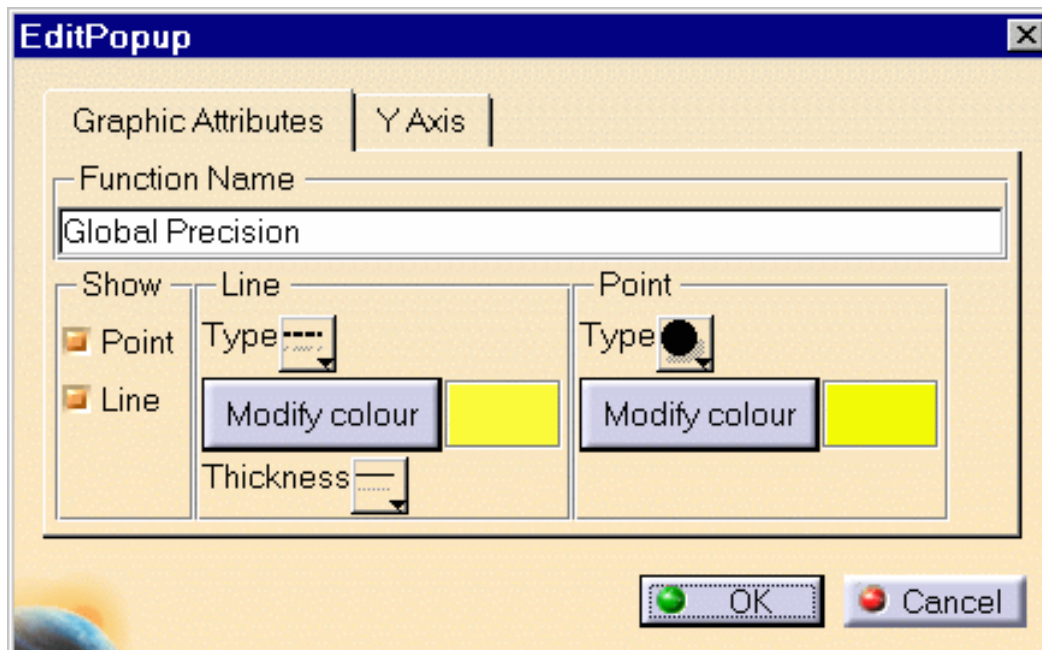 EditPopup
Graphic Attributes
Y Axis
Function Name
Global Precision
Show
Point
Line
Line
Type
Modify colour
Thickness
Point
Type
Modify colour
OK
Cancel